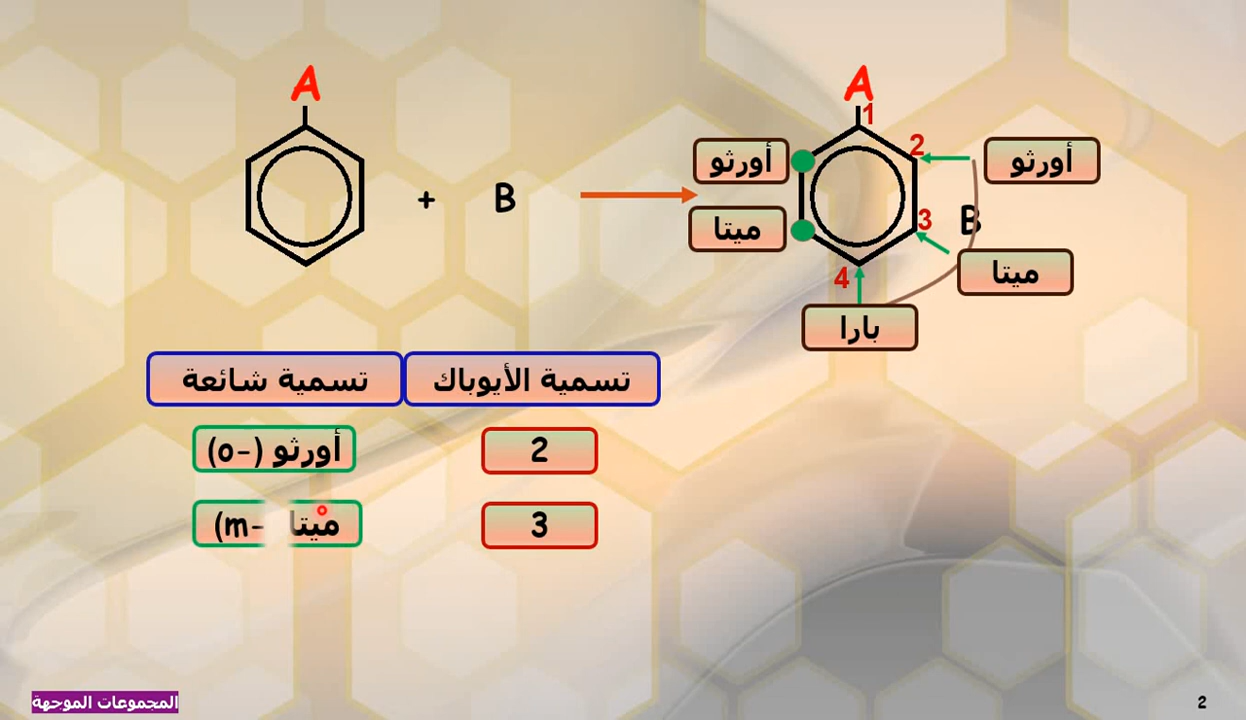 A
+ B
A
1
2
3
4
أورثو
ميتا
أورثو
B
ميتا
بارا
تسمية الأيوباك
تسمية شائعة
2
أورثو (-o)
3
ميتا -m)
المجموعات الموجهة
2